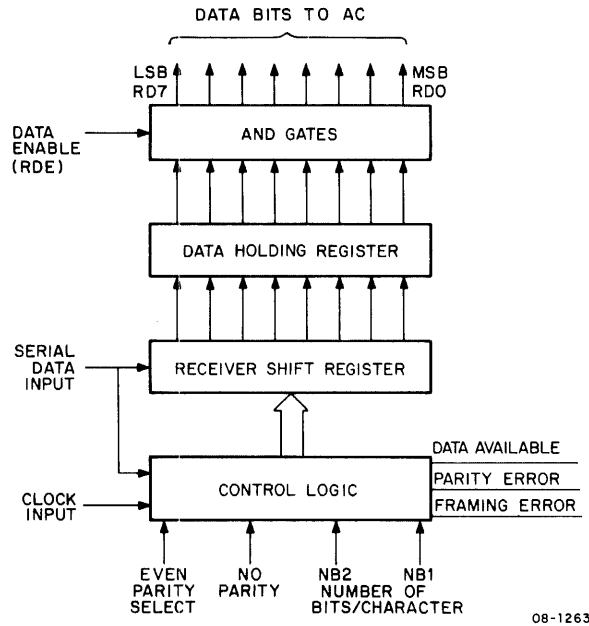 DATA BITS TO AC
LSB
RD7
MSB
RD0
DATA
ENABLE
(RDE)
AND GATES
DATA HOLDING REGISTER
SERIAL
DATA
INPUT
RECEIVER SHIFT REGISTER
DATA AVAILABLE
PARITY ERROR
FRAMING ERROR
CONTROL LOGIC
CLOCK
INPUT
EVEN
PARITY
SELECT
NO
PARITY
NB2 NB1
NUMBER OF
BITS/CHARACTER
08-1263